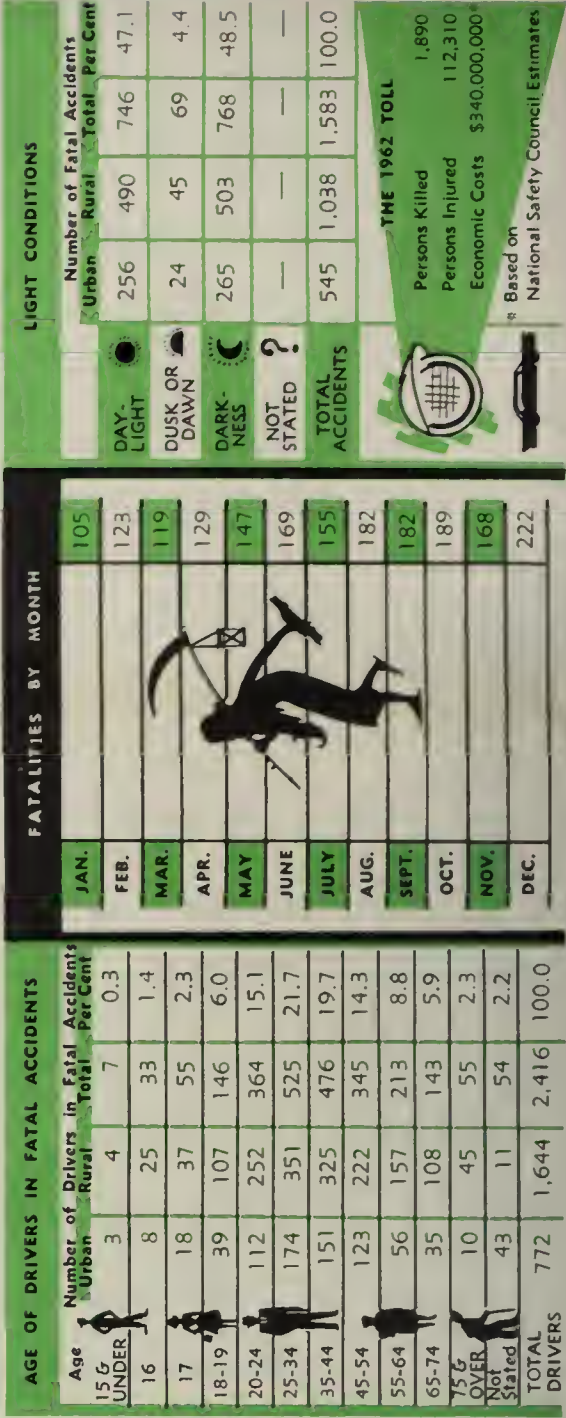 AGE OF DRIVERS IN FATAL ACCIDENTS
Age Number of Drivers in Fatal Accidents
Urban Rural Total Per Cent
15 & UNDER 3 4 7 0.3
16 8 25 33 1.4
17 18 37 55 2.3
18-19 39 107 146 6.0
20-24 112 252 364 15.1
25-34 174 351 525 21.7
35-44 151 325 476 19.7
45-54 123 222 345 14.3
55-64 56 157 213 8.8
65-74 35 108 143 5.9
75 & OVER 10 45 55 2.3
Not Stated 43 11 54 2.2
TOTAL DRIVERS 772 1,644 2,416 100.0
FATALITIES BY MONTH
JAN. 105
FEB. 123
MAR. 119
APR. 129
MAY 147
JUNE 169
JULY 155
AUG. 182
SEPT. 182
OCT. 189
NOV. 168
DEC. 222
LIGHT CONDITIONS
Number of Fatal Accidents
Urban Rural Total Per Cent
DAY-LIGHT 256 490 746 47.1
DUSK OR DAWN 24 45 69 4.4
DARK-NESS 265 503 768 48.5
NOT STATED ? — — — —
TOTAL ACCIDENTS 545 1.038 1.583 100.0
THE 1962 TOLL
Persons Killed 1,890
Persons Injured 112,310
Economic Costs $340,000,000*
* Based on
National Safety Council Estimates